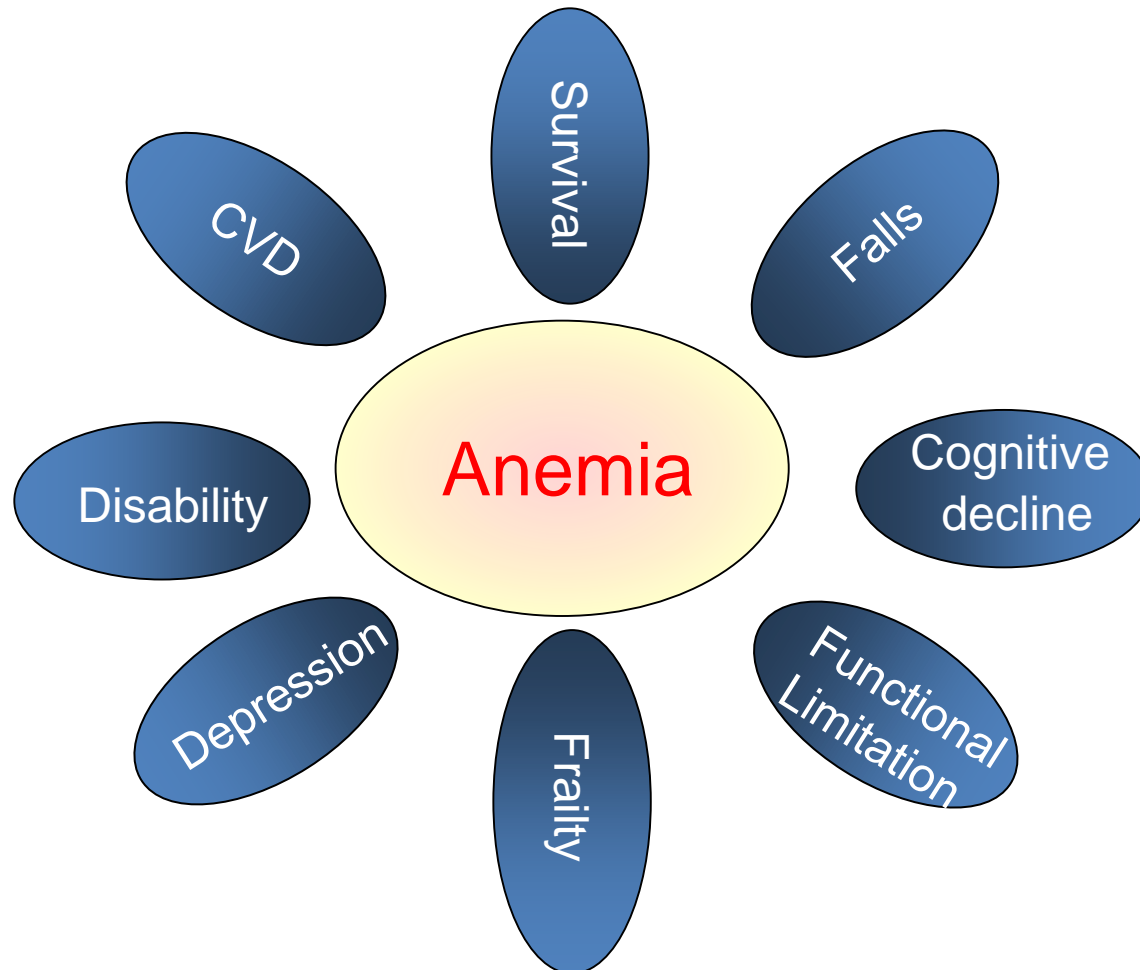 Survival
CVD
Falls
Anemia
Cognitive
decline
Disability
Depression
Functional
Limitation
Frailty